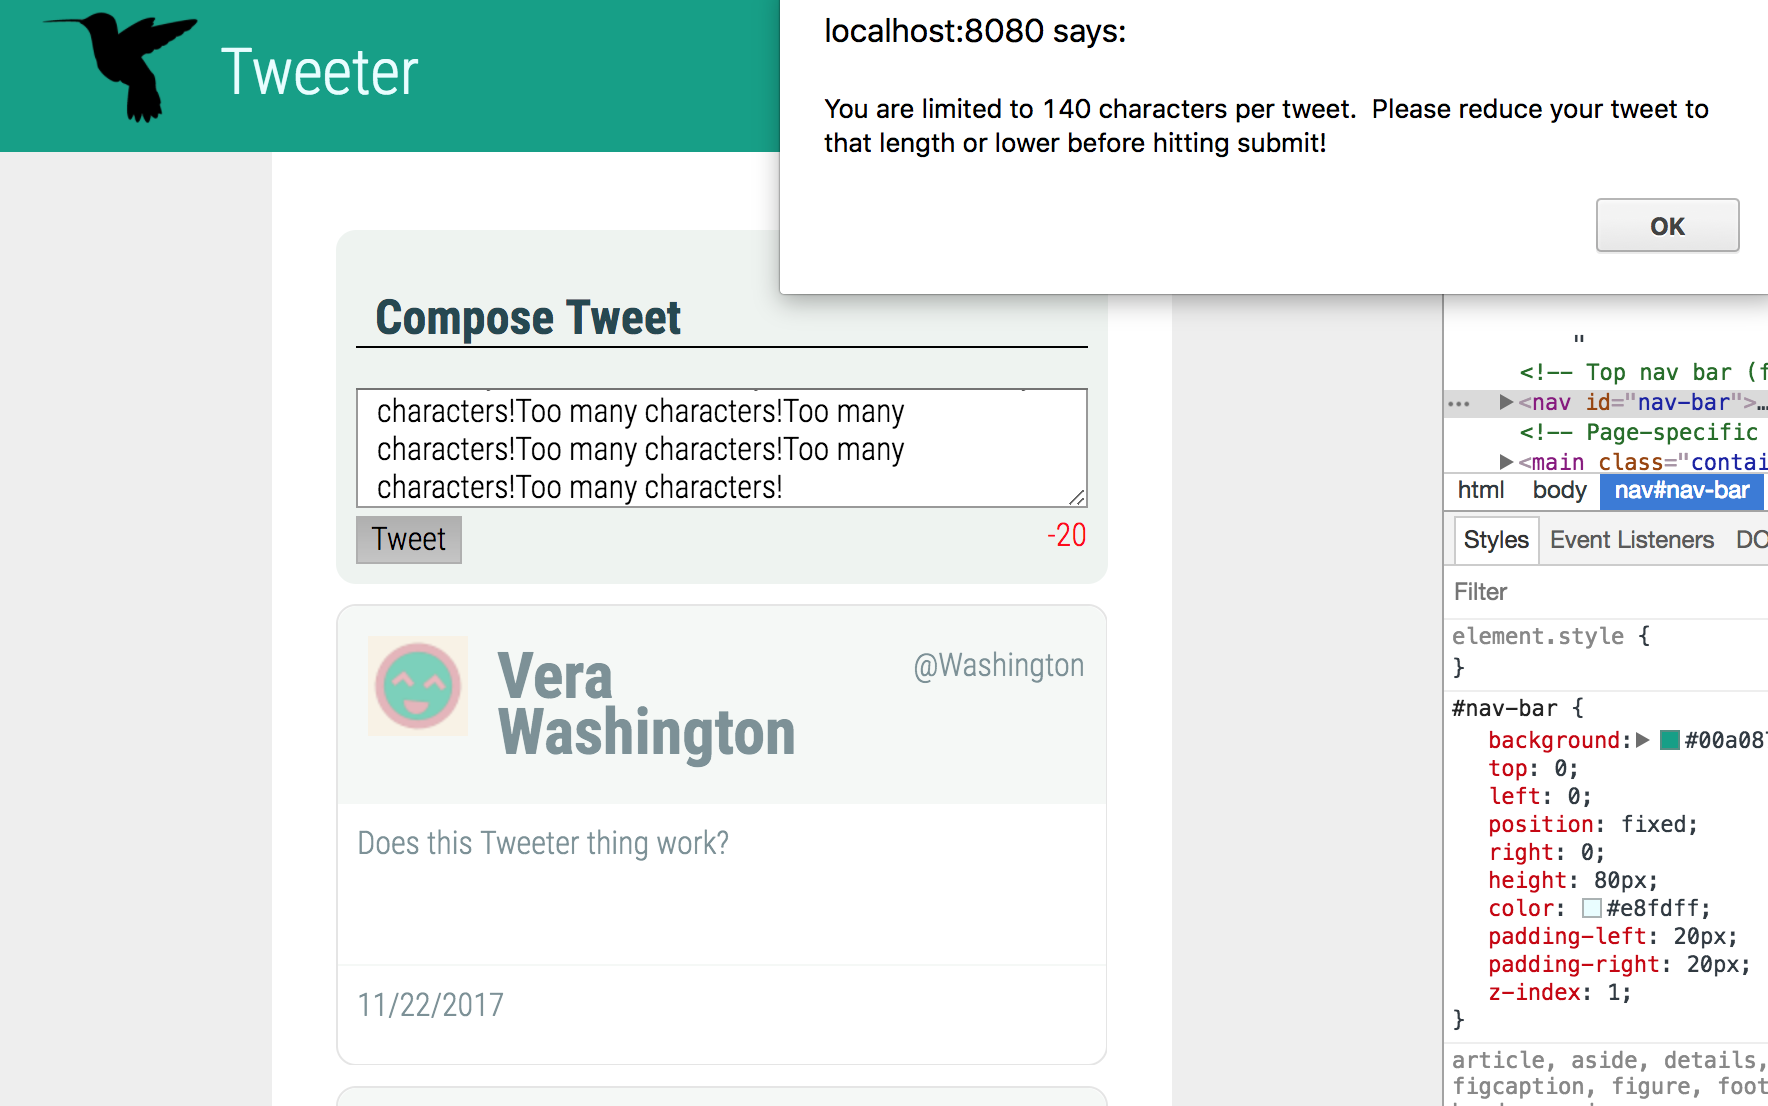 Tweeter
localhost:8080 says:
You are limited to 140 characters per tweet.  Please reduce your tweet to
that length or lower before hitting submit!
OK
Compose Tweet
characters!Too many characters!Too many
characters!Too many characters!Too many
characters!Too many characters!
Tweet
-20
Vera
Washington
@Washington
Does this Tweeter thing work?
11/22/2017
"
<!-- Top nav bar (f
... ▶<nav id="nav-bar">…
<!-- Page-specific
▶<main class="contai
html body nav#nav-bar
Styles Event Listeners DO
Filter
element.style {
}
#nav-bar {
background:▶ #00a08
top: 0;
left: 0;
position: fixed;
right: 0;
height: 80px;
color: #e8fdff;
padding-left: 20px;
padding-right: 20px;
z-index: 1;
}
article, aside, details,
figcaption, figure, foot